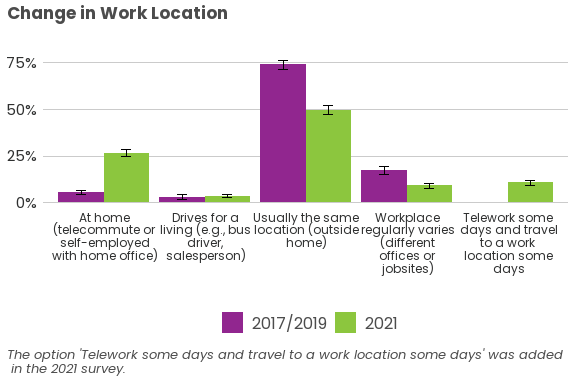 Change in Work Location
75%
50%
25%
0%
At home
(telecommute or
self-employed
with home office)
Drives for a
living (e.g., bus
driver,
salesperson)
Usually the same
location (outside
home)
Workplace
regularly varies
(different
offices or
jobsites)
Telework some
days and travel
to a work
location some
days
2017/2019
2021
The option 'Telework some days and travel to a work location some days' was added
in the 2021 survey.